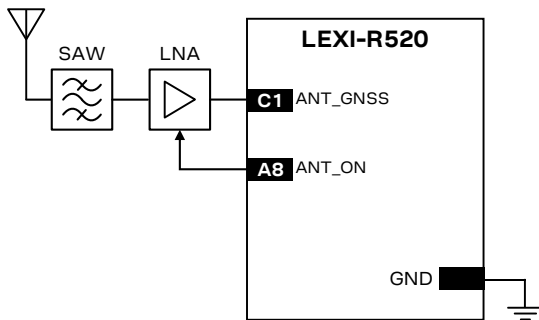 LEXI-R520
SAW LNA
C1 ANT_GNSS
A8 ANT_ON
GND